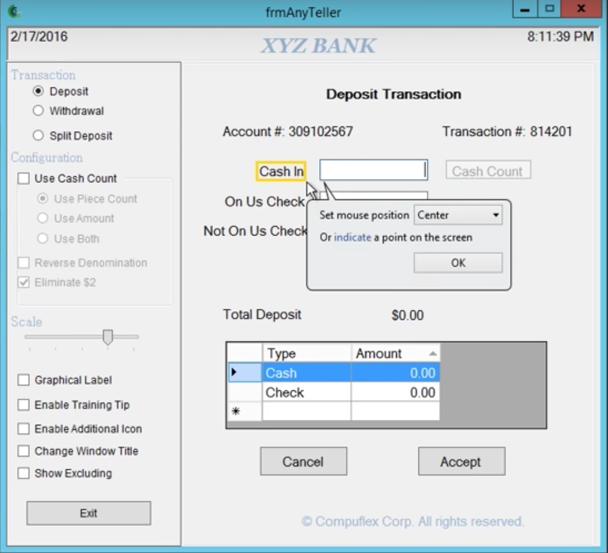 frmAnyTeller
2/17/2016
XYZ BANK
8:11:39 PM
Transaction
Deposit
Withdrawal
Split Deposit
Configuration
Use Cash Count
Use Piece Count
Use Amount
Use Both
Reverse Denomination
Eliminate $2
Scale
Graphical Label
Enable Training Tip
Enable Additional Icon
Change Window Title
Show Excluding
Exit
Deposit Transaction
Account #: 309102567 Transaction #: 814201
Cash In Cash Count
On Us Check
Not On Us Check
Set mouse position Center
Or indicate a point on the screen
OK
Total Deposit $0.00
Type Amount
Cash 0.00
Check 0.00
Cancel Accept
© Compuflex Corp. All rights reserved.